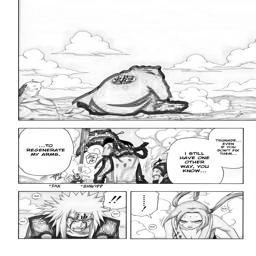 TSUNADE,
EVEN
IF YOU
DON'T FIX
THEM...
I STILL
HAVE ONE
OTHER
WAY, YOU
KNOW...
...TO
REGENERATE
MY ARMS.
...!